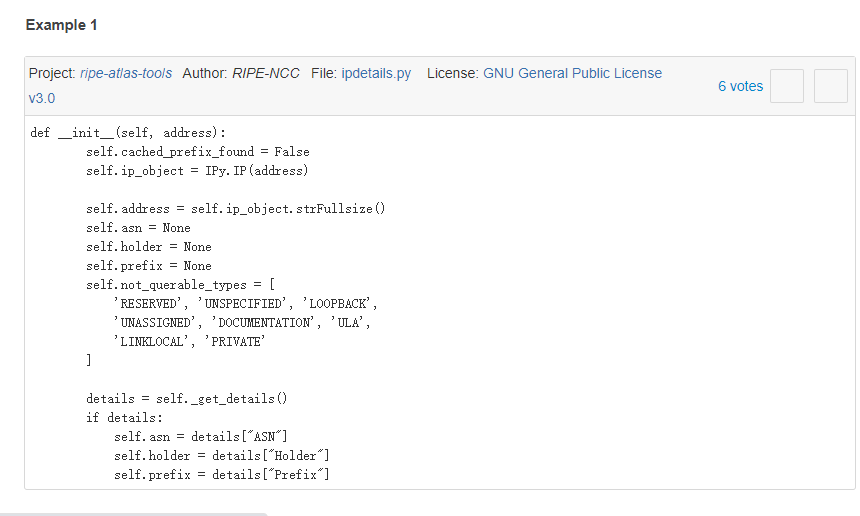 Example 1
Project: ripe-atlas-tools Author: RIPE-NCC File: ipdetails.py License: GNU General Public License
v3.0
6 votes
def __init__(self, address):
        self.cached_prefix_found = False
        self.ip_object = IPy.IP(address)

        self.address = self.ip_object.strFullsize()
        self.asn = None
        self.holder = None
        self.prefix = None
        self.not_querable_types = [
            'RESERVED', 'UNSPECIFIED', 'LOOPBACK',
            'UNASSIGNED', 'DOCUMENTATION', 'ULA',
            'LINKLOCAL', 'PRIVATE'
        ]

        details = self._get_details()
        if details:
            self.asn = details["ASN"]
            self.holder = details["Holder"]
            self.prefix = details["Prefix"]